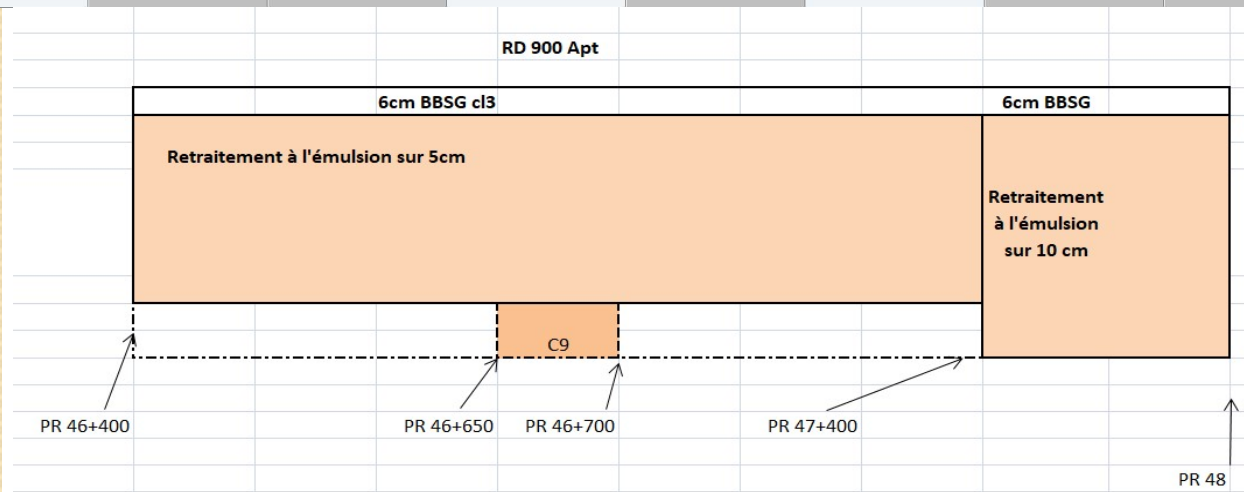 RD 900 Apt
6cm BBSG cl3
6cm BBSG
Retraitement à l'émulsion sur 5cm
Retraitement
à l'émulsion
sur 10 cm
C9
PR 46+400
PR 46+650
PR 46+700
PR 47+400
PR 48